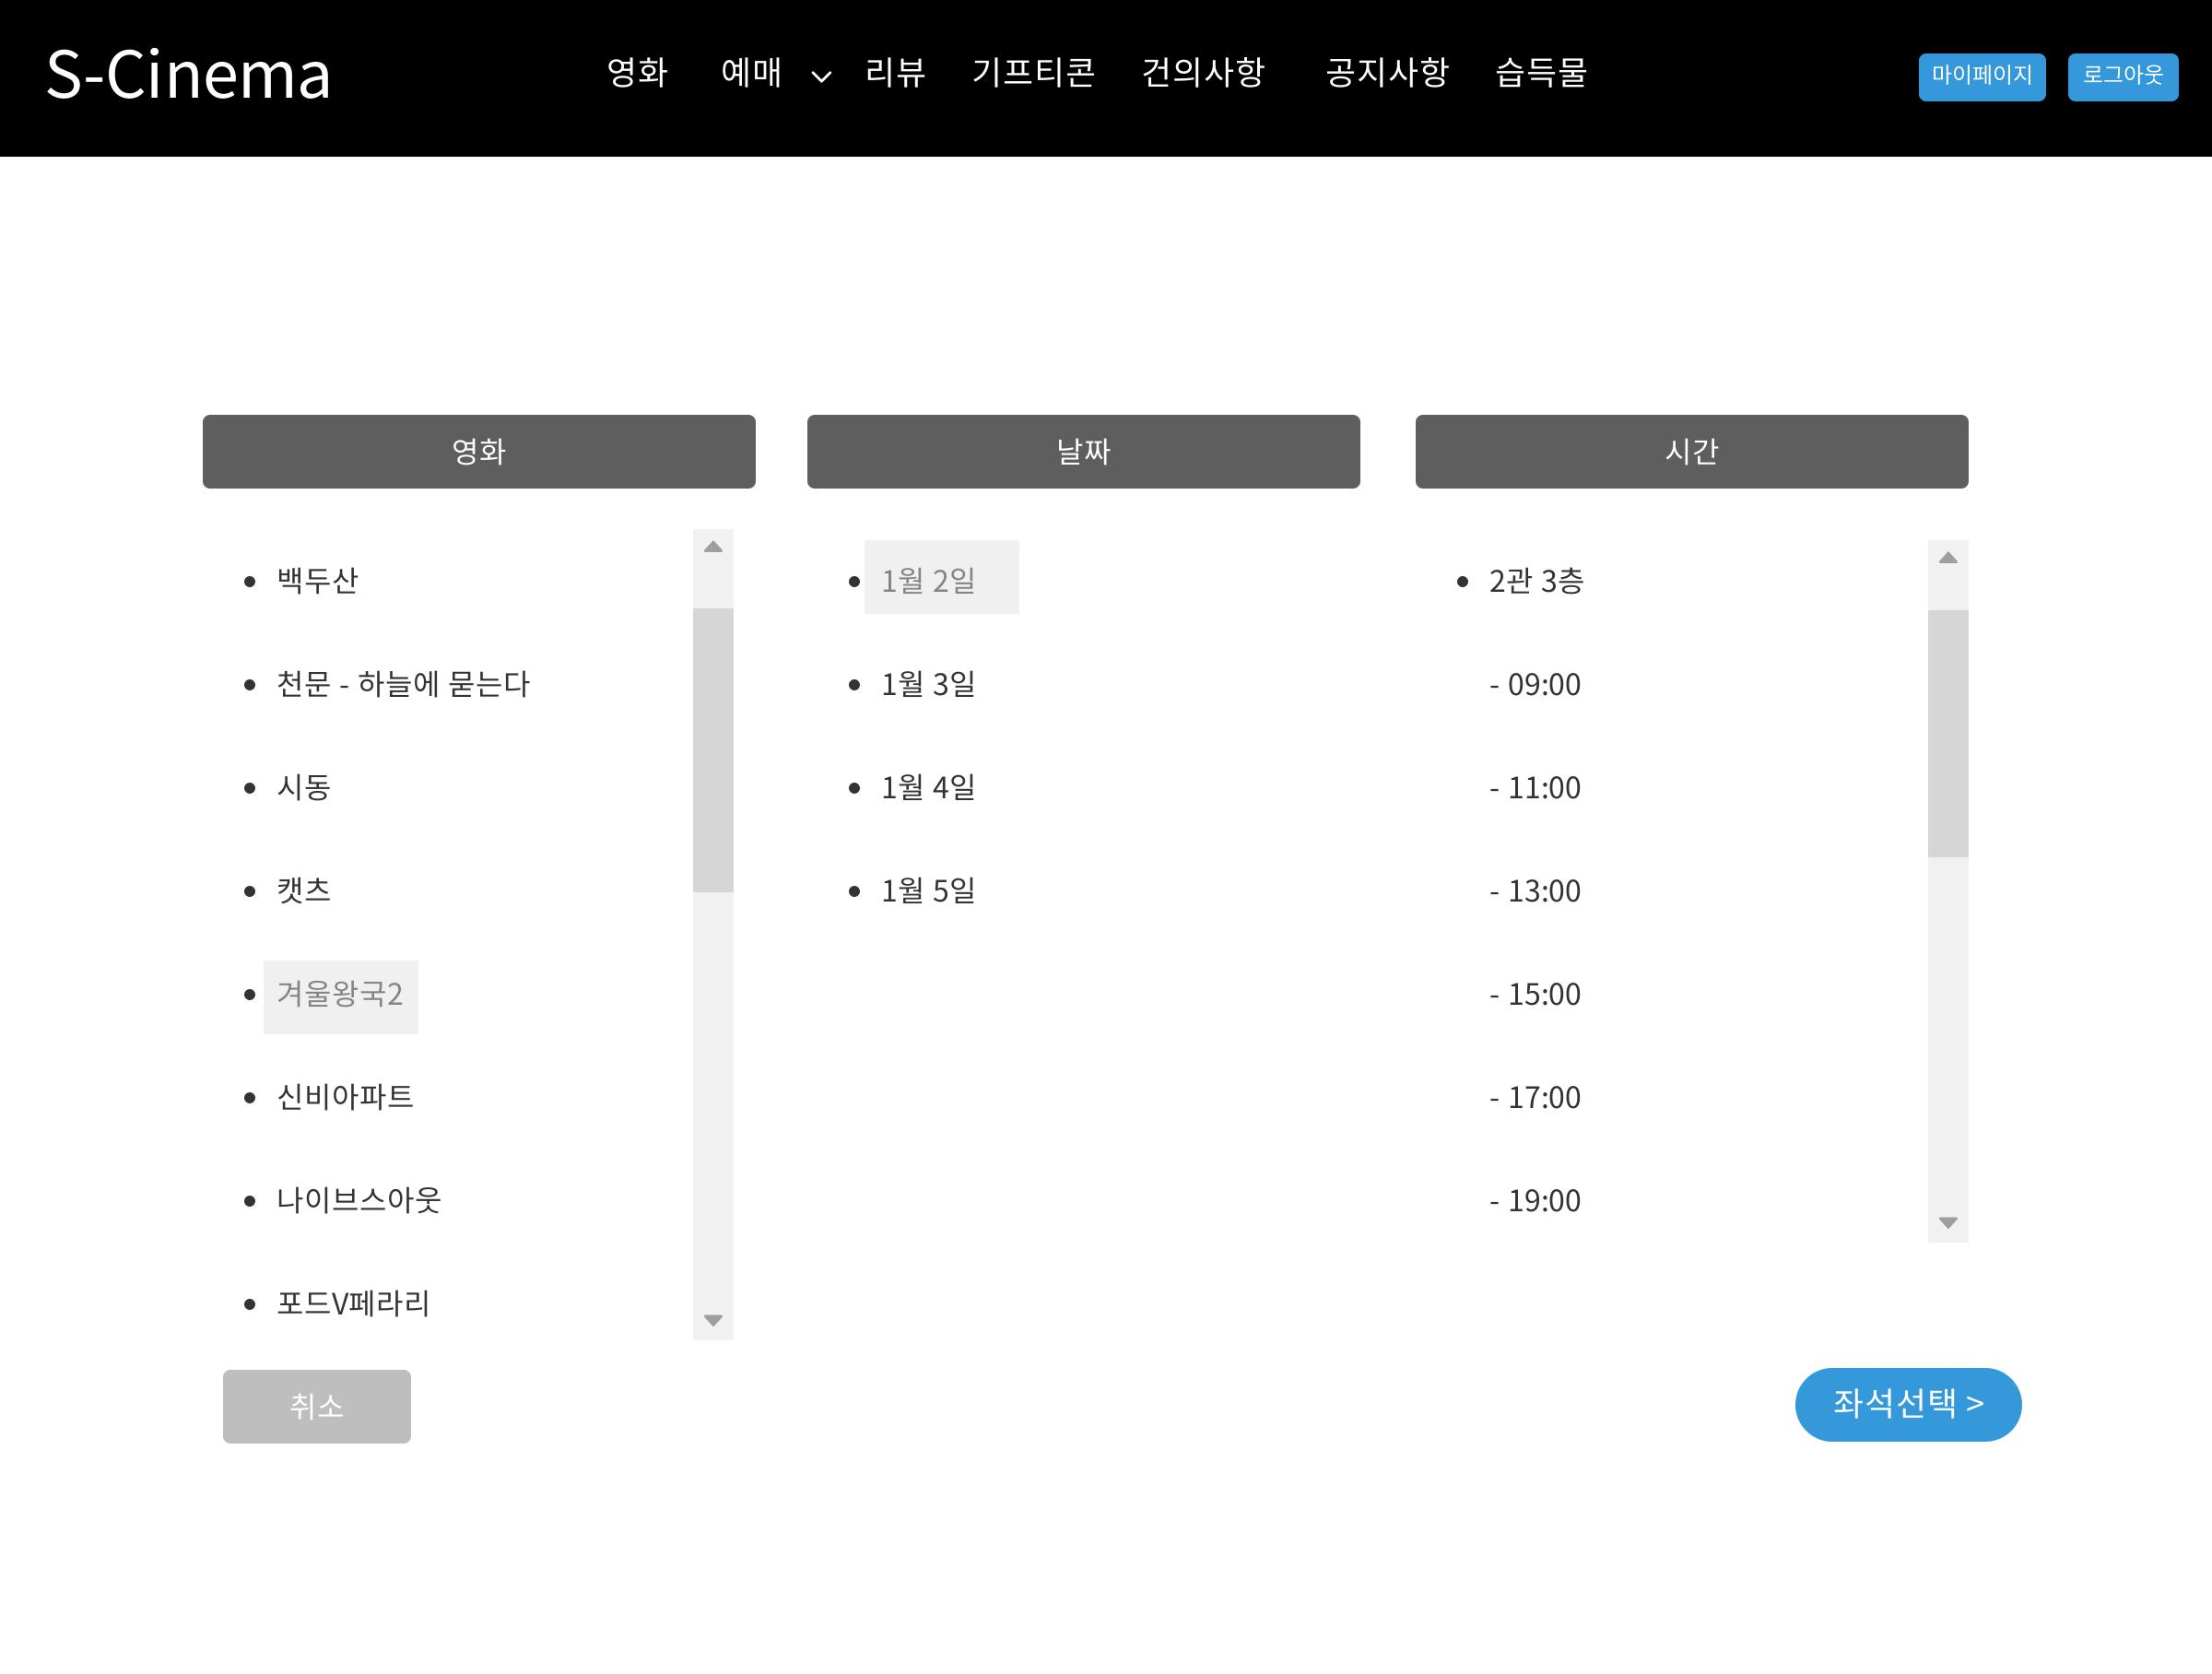 S-Cinema
영화 예매 리뷰 기프티콘 건의사항 공지사항 습득물
마이페이지 로그아웃
영화
백두산
천문 - 하늘에 묻는다
시동
캣츠
겨울왕국2
신비아파트
나이브스아웃
포드V페라리
날짜
1월 2일
1월 3일
1월 4일
1월 5일
시간
2관 3층
- 09:00
- 11:00
- 13:00
- 15:00
- 17:00
- 19:00
취소
좌석선택 >